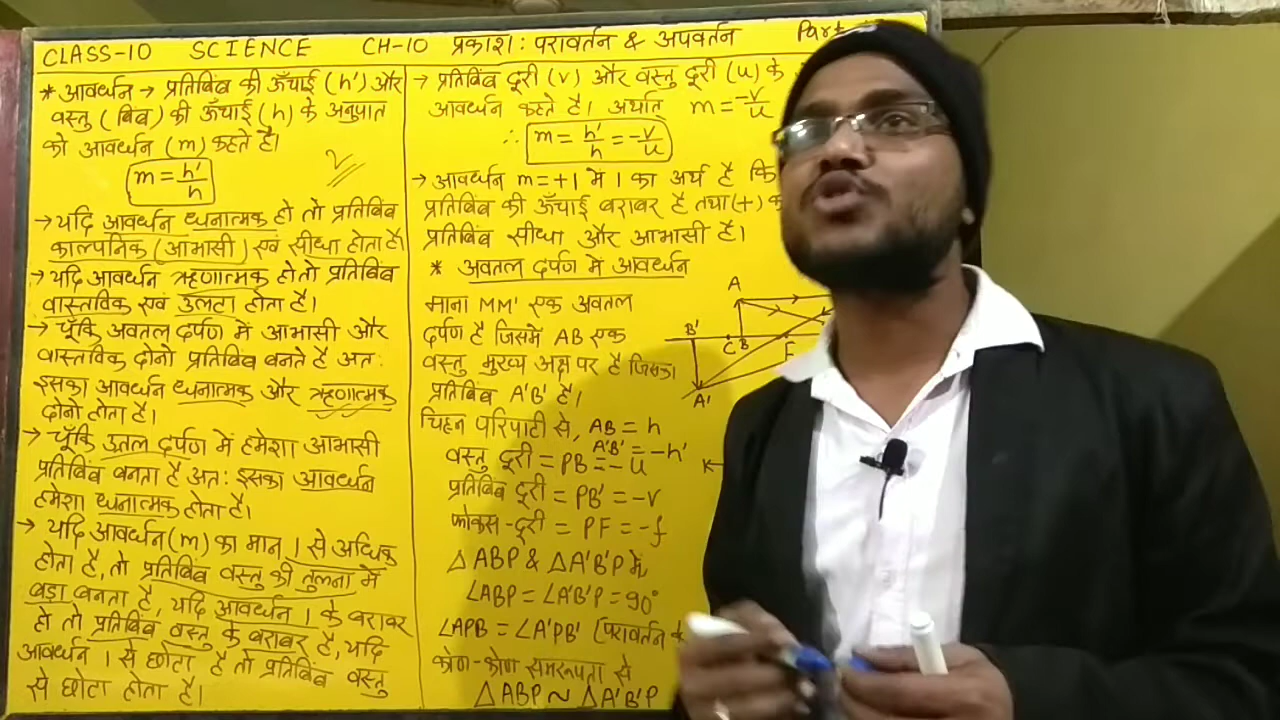 CLASS-10 SCIENCE CH-10 प्रकाश : परावर्तन & अपवर्तन Part
* आवर्धन → प्रतिबिंब की ऊँचाई (h') और
वस्तु (बिंब) की ऊँचाई (h) के अनुपात
को आवर्धन (m) कहते है।
m = h'/h
→ यदि आवर्धन धनात्मक हो तो प्रतिबिंब
काल्पनिक (आभासी) एवं सीधा होता है।
→ यदि आवर्धन ऋणात्मक हो तो प्रतिबिंब
वास्तविक एवं उलटा होता है।
→ चूँकि अवतल दर्पण में आभासी और
वास्तविक दोनो प्रतिबिंब बनते है अत:
इसका आवर्धन धनात्मक और ऋणात्मक
दोनो होता है।
→ चूँकि उतल दर्पण में हमेशा आभासी
प्रतिबिंब बनता है अत: इसका आवर्धन
हमेशा धनात्मक होता है।
→ यदि आवर्धन (m) का मान 1 से अधिक
होता है, तो प्रतिबिंब वस्तु की तुलना में
बड़ा बनता है, यदि आवर्धन 1 के बराबर
हो तो प्रतिबिंब वस्तु के बराबर है, यदि
आवर्धन 1 से छोटा है तो प्रतिबिंब वस्तु
से छोटा होता है।
→ प्रतिबिंब दूरी (v) और वस्तु दूरी (u) के
आवर्धन कहते है। अर्थात् m = -v/u
∴ m = h'/h = -v/u
→ आवर्धन m = +1 में 1 का अर्थ है कि
प्रतिबिंब की ऊँचाई बराबर है तथा (+) क
प्रतिबिंब सीधा और आभासी है।
* अवतल दर्पण में आवर्धन
माना MM' एक अवतल
दर्पण है जिसमें AB एक
वस्तु मुख्य अक्ष पर है जिसका
प्रतिबिंब A'B' है।
चिहन परिपाटी से, AB = h
A'B' = -h'
वस्तु दूरी = PB = -u
प्रतिबिंब दूरी = PB' = -v
फोकस-दूरी = PF = -f
△ABP & △A'B'P में,
∠ABP = ∠A'B'P = 90°
∠APB = ∠A'PB' [परावर्तन
कोण-कोण समरूपता से
△ABP ~ △A'B'P
A
B'
C B
F
A'